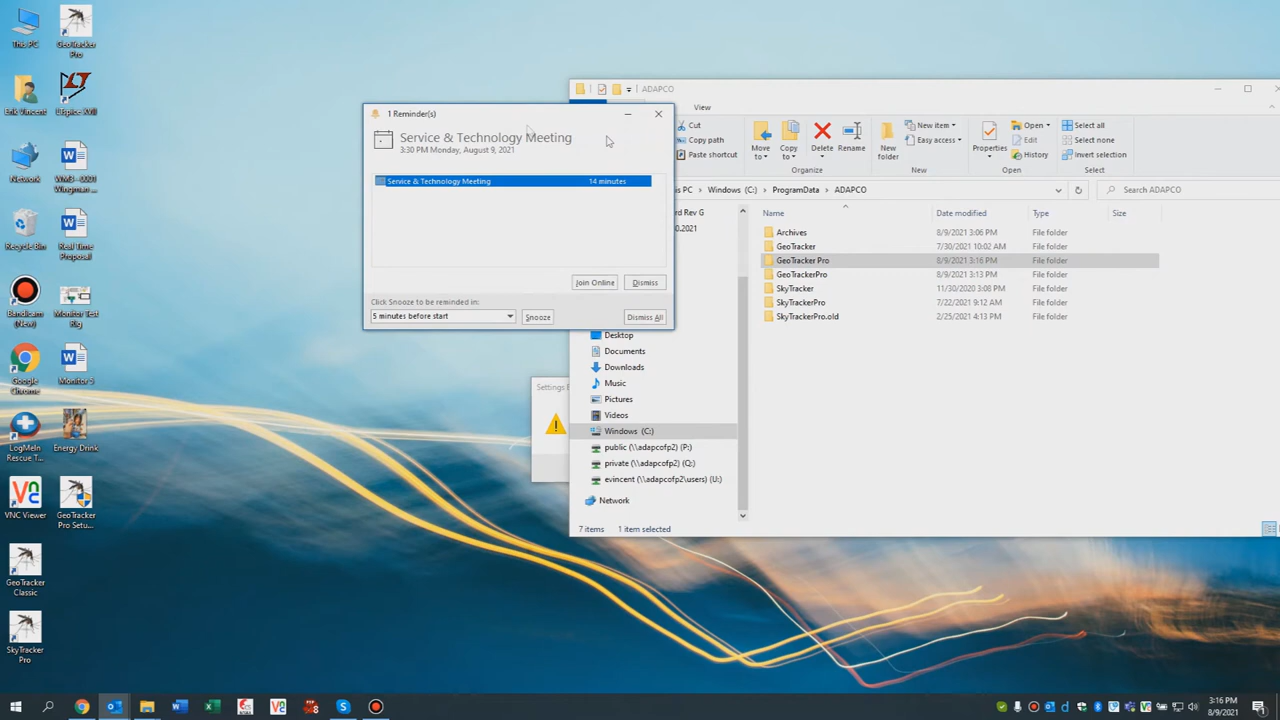 This PC
GeoTracker
Pro
Erik Vincent
LTspice XVII
Network
WM3 - 0001
Wingman ...
Recycle Bin
Real Time
Proposal
Bandicam
(New)
Monitor Test
Rig
Google
Chrome
Monitor 3
LogMeIn
Rescue T...
Energy Drink
VNC Viewer
GeoTracker
Pro Setu...
GeoTracker
Classic
SkyTracker
Pro
1 Reminder(s)
Service & Technology Meeting
3:30 PM Monday, August 9, 2021
Service & Technology Meeting 14 minutes
Join Online Dismiss
Click Snooze to be reminded in:
5 minutes before start Snooze Dismiss All
Settings E
ADAPCO
View
Cut
Copy path
Paste shortcut
Move
to
Copy
to
Delete
Rename
Organize
New
folder
New item
Easy access
New
Properties
Open
Edit
History
Open
Select all
Select none
Invert selection
Select
is PC > Windows (C:) > ProgramData > ADAPCO
Search ADAPCO
rd Rev G
0.2021
Desktop
Documents
Downloads
Music
Pictures
Videos
Windows (C:)
public (\\adapcofp2) (P:)
private (\\adapcofp2) (Q:)
evincent (\\adapcofp2\users) (U:)
Network
Name Date modified Type Size
Archives 8/9/2021 3:06 PM File folder
GeoTracker 7/30/2021 10:02 AM File folder
GeoTracker Pro 8/9/2021 3:16 PM File folder
GeoTrackerPro 8/9/2021 3:13 PM File folder
SkyTracker 11/30/2020 3:08 PM File folder
SkyTrackerPro 7/22/2021 9:12 AM File folder
SkyTrackerPro.old 2/25/2021 4:13 PM File folder
7 items 1 item selected
3:16 PM
8/9/2021